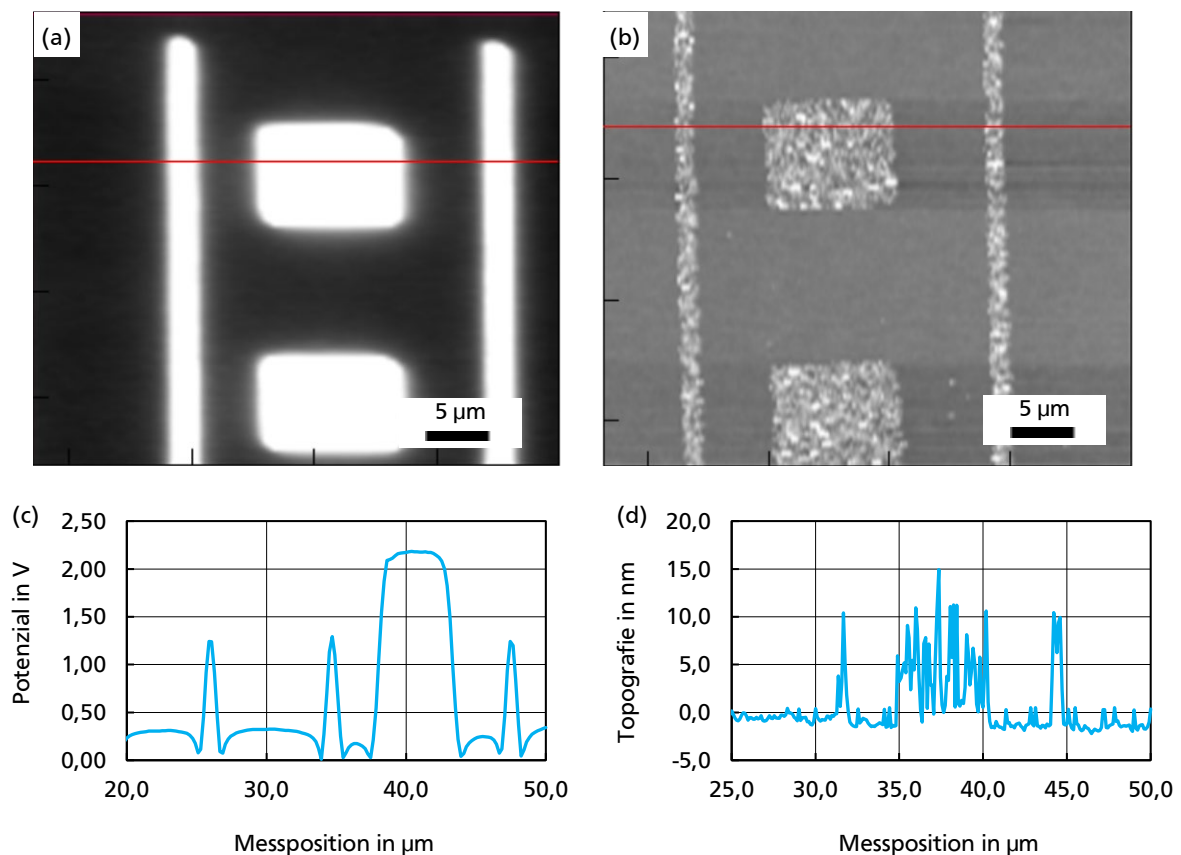 (a)
5 µm
(b)
5 µm
(c)
Potenzial in V
2,50
2,00
1,50
1,00
0,50
0,00
20,0 30,0 40,0 50,0
Messposition in µm
(d)
Topografie in nm
20,0
15,0
10,0
5,0
0,0
-5,0
25,0 30,0 35,0 40,0 45,0 50,0
Messposition in µm